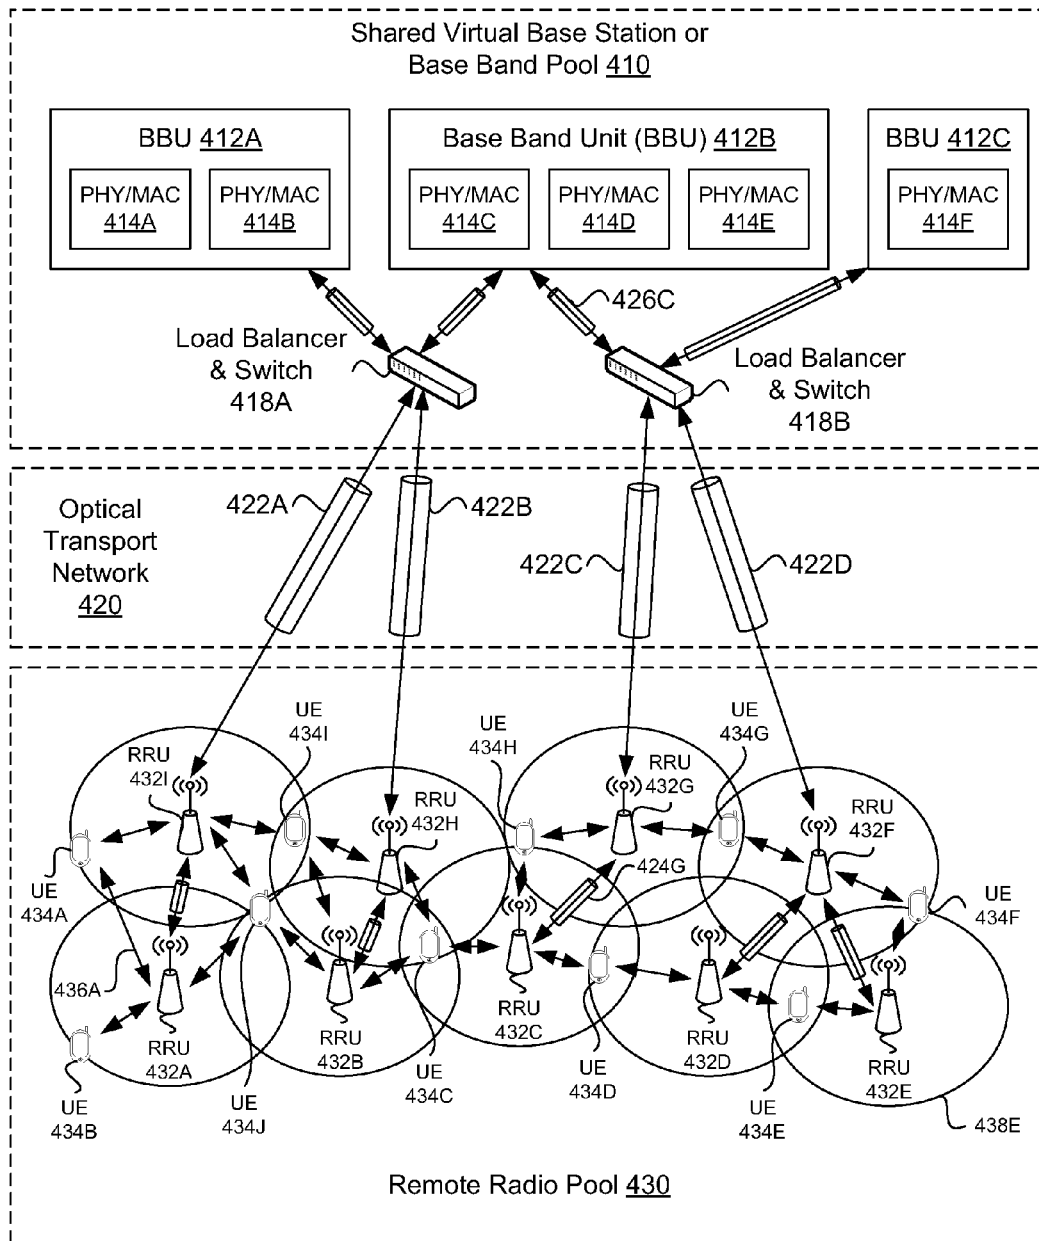 Shared Virtual Base Station or
Base Band Pool 410
BBU 412A
PHY/MAC
414A
PHY/MAC
414B
Base Band Unit (BBU) 412B
PHY/MAC
414C
PHY/MAC
414D
PHY/MAC
414E
BBU 412C
PHY/MAC
414F
426C
Load Balancer
& Switch
418A
Load Balancer
& Switch
418B
Optical
Transport
Network
420
422A
422B
422C
422D
UE
434I
UE
434H
UE
434G
RRU
432I
RRU
432H
RRU
432G
RRU
432F
424G
UE
434A
UE
434F
436A
RRU
432A
RRU
432B
RRU
432C
RRU
432D
RRU
432E
UE
434B
UE
434J
UE
434C
UE
434D
UE
434E
438E
Remote Radio Pool 430